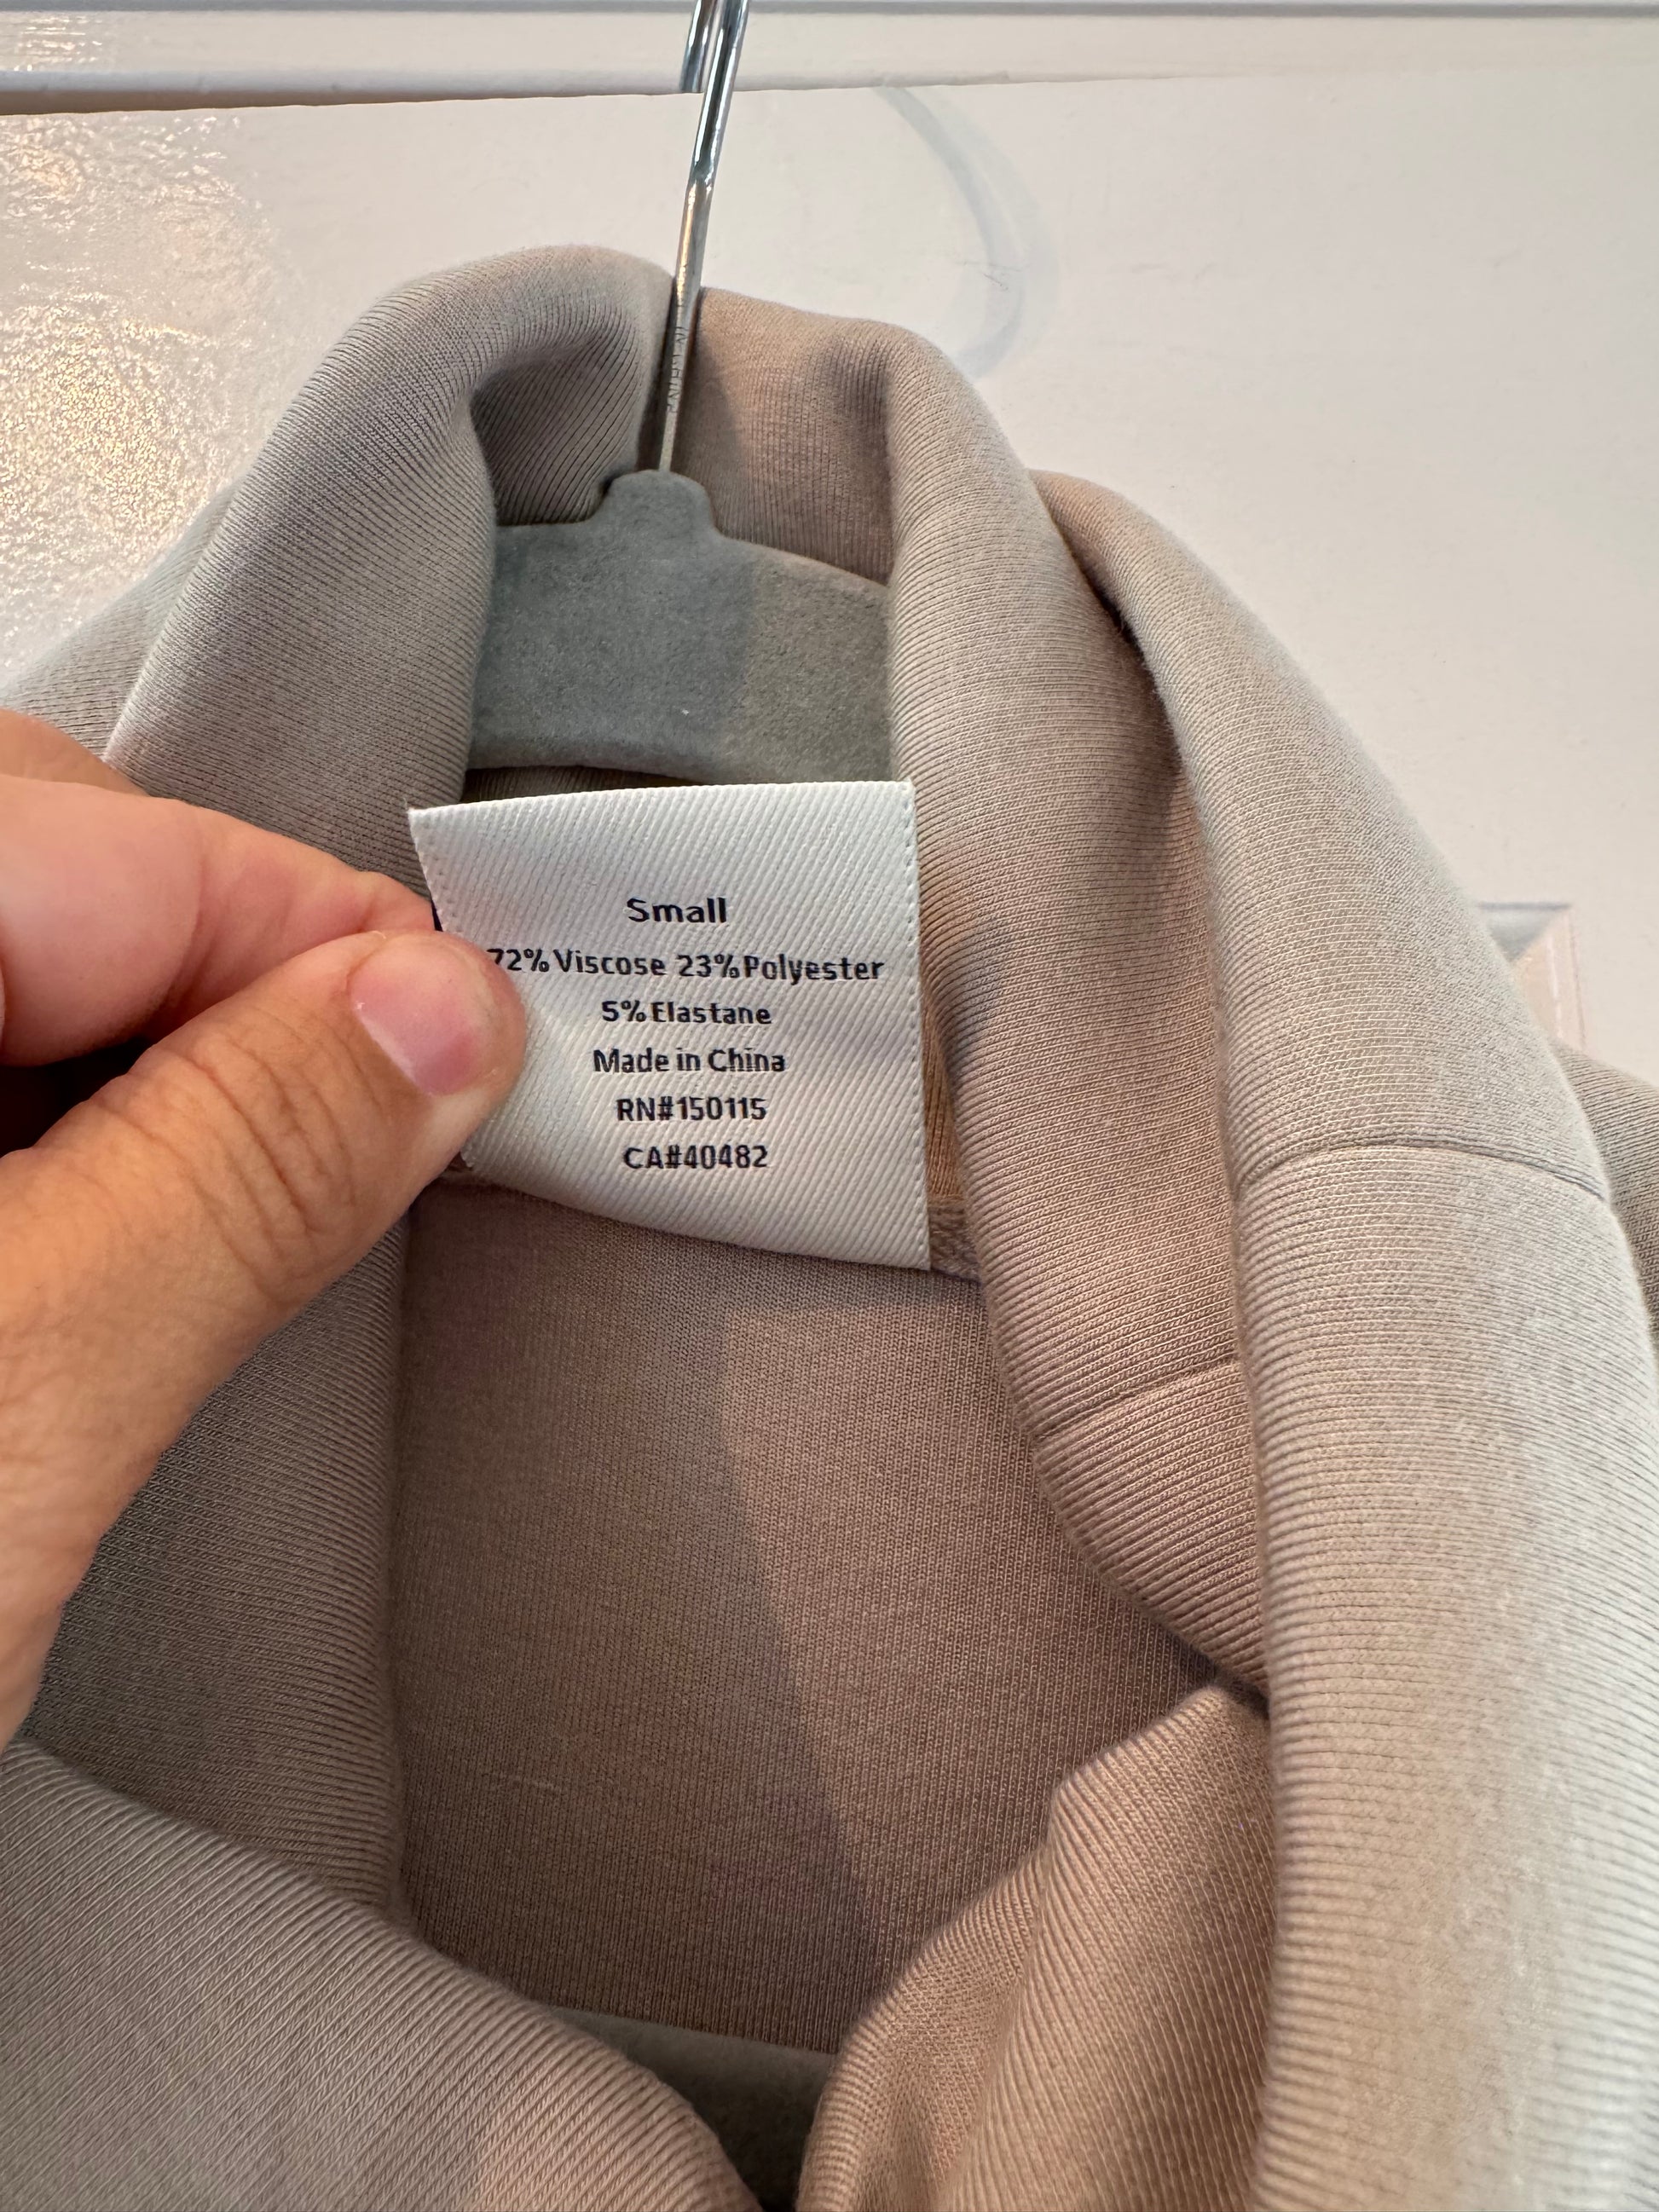 Small
72% Viscose 23% Polyester
5% Elastane
Made in China
RN#150115
CA#40482